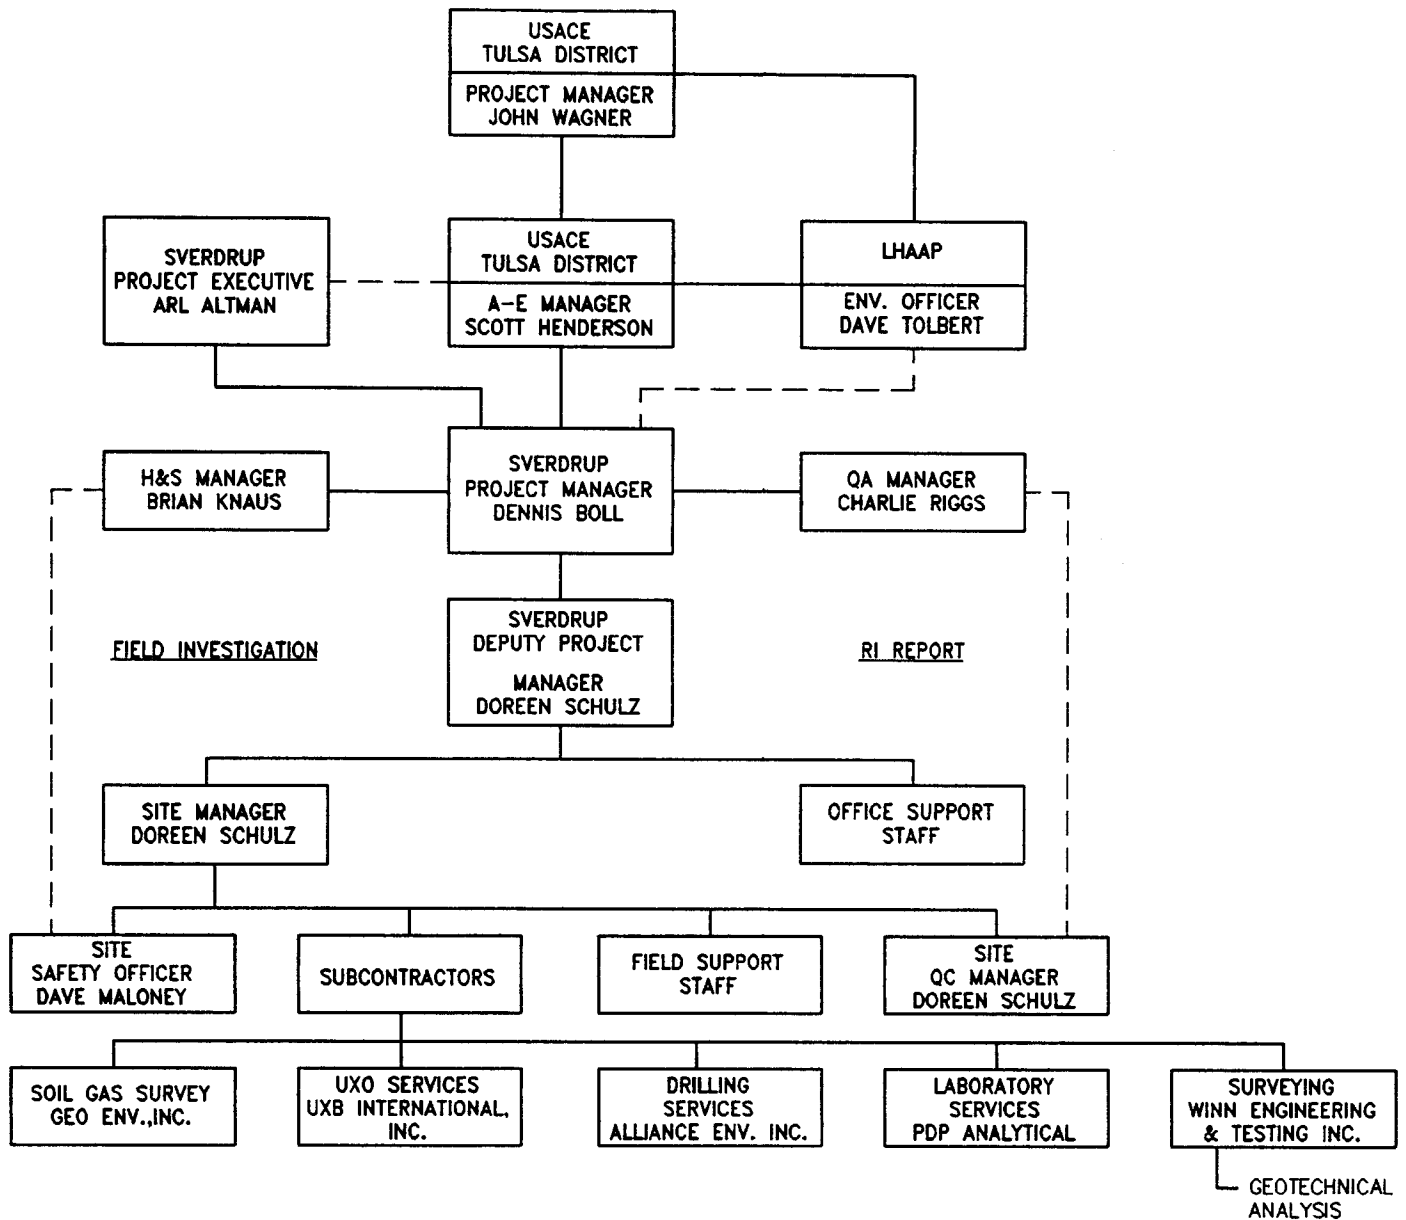 USACE
TULSA DISTRICT
PROJECT MANAGER
JOHN WAGNER
SVERDRUP
PROJECT EXECUTIVE
ARL ALTMAN
USACE
TULSA DISTRICT
A-E MANAGER
SCOTT HENDERSON
LHAAP
ENV. OFFICER
DAVE TOLBERT
H&S MANAGER
BRIAN KNAUS
SVERDRUP
PROJECT MANAGER
DENNIS BOLL
QA MANAGER
CHARLIE RIGGS
FIELD INVESTIGATION
SVERDRUP
DEPUTY PROJECT
MANAGER
DOREEN SCHULZ
RI REPORT
SITE MANAGER
DOREEN SCHULZ
OFFICE SUPPORT
STAFF
SITE
SAFETY OFFICER
DAVE MALONEY
SUBCONTRACTORS
FIELD SUPPORT
STAFF
SITE
QC MANAGER
DOREEN SCHULZ
SOIL GAS SURVEY
GEO ENV.,INC.
UXO SERVICES
UXB INTERNATIONAL,
INC.
DRILLING
SERVICES
ALLIANCE ENV. INC.
LABORATORY
SERVICES
PDP ANALYTICAL
SURVEYING
WINN ENGINEERING
& TESTING INC.
GEOTECHNICAL
ANALYSIS